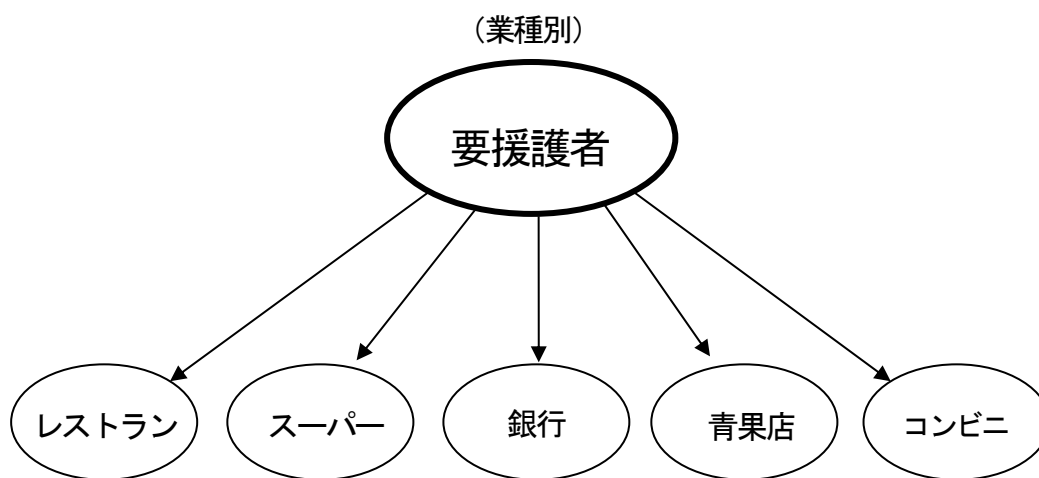 （業種別）
要援護者
レストラン
スーパー
銀行
青果店
コンビニ